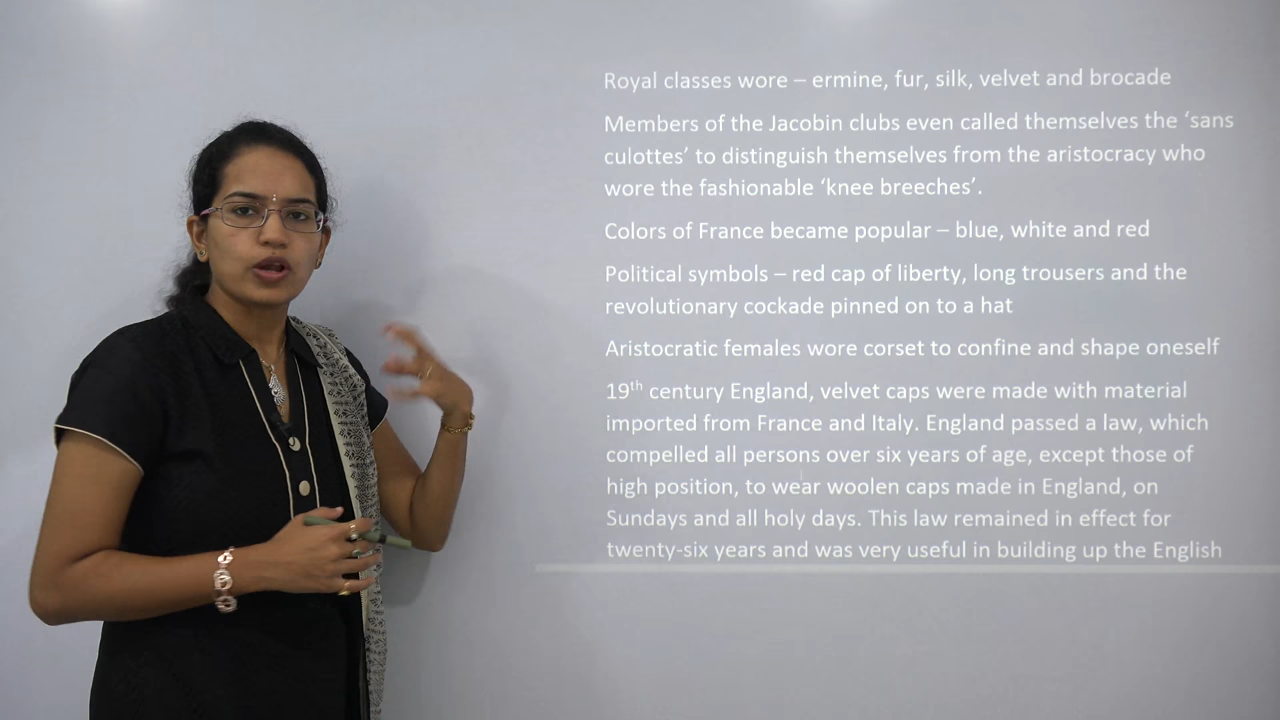 Royal classes wore – ermine, fur, silk, velvet and brocade
Members of the Jacobin clubs even called themselves the ‘sans
culottes’ to distinguish themselves from the aristocracy who
wore the fashionable ‘knee breeches’.
Colors of France became popular – blue, white and red
Political symbols – red cap of liberty, long trousers and the
revolutionary cockade pinned on to a hat
Aristocratic females wore corset to confine and shape oneself
19th century England, velvet caps were made with material
imported from France and Italy. England passed a law, which
compelled all persons over six years of age, except those of
high position, to wear woolen caps made in England, on
Sundays and all holy days. This law remained in effect for
twenty-six years and was very useful in building up the English